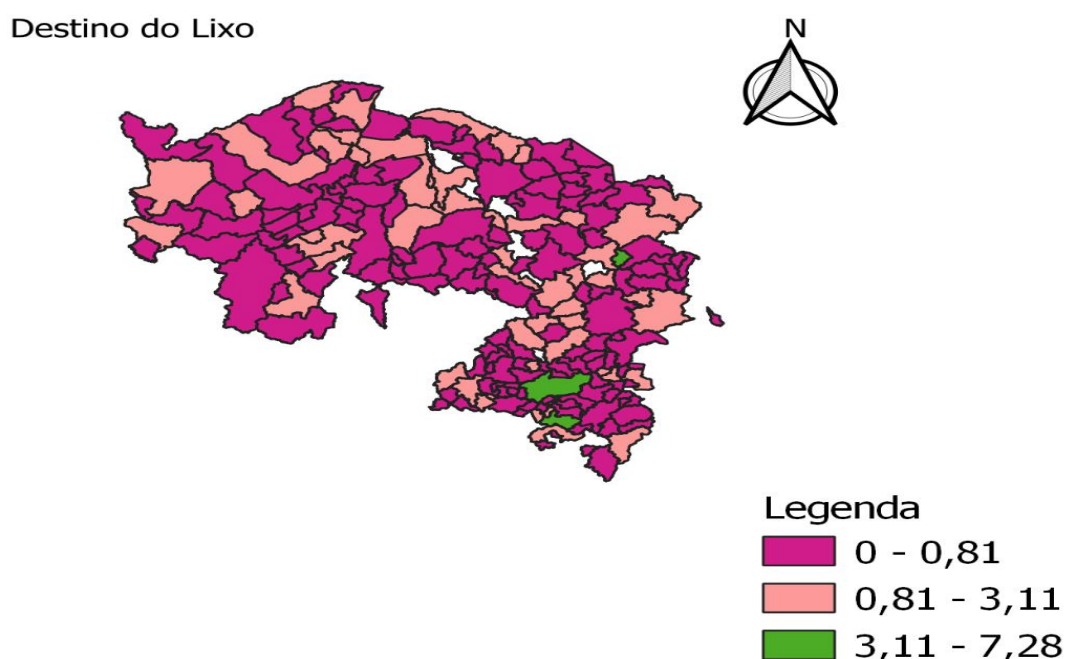 Destino do Lixo
N
Legenda
0 - 0,81
0,81 - 3,11
3,11 - 7,28